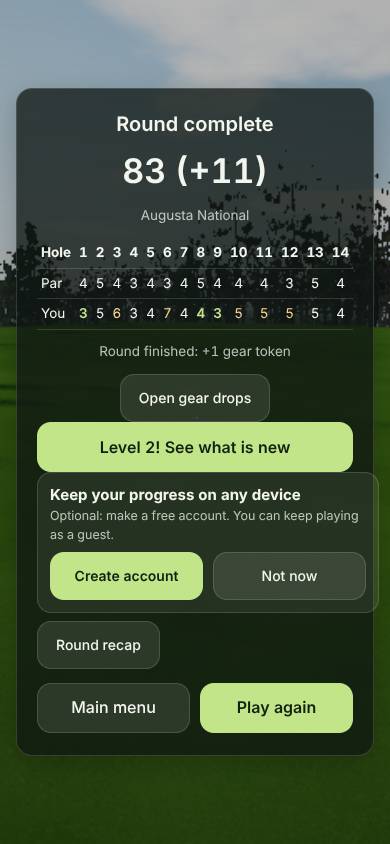 Round complete
83 (+11)
Augusta National
Hole 1 2 3 4 5 6 7 8 9 10 11 12 13 14
Par 4 5 4 3 4 3 4 5 4 4 4 3 5 4
You 3 5 6 3 4 7 4 4 3 5 5 5 5 4
Round finished: +1 gear token
Open gear drops
Level 2! See what is new
Keep your progress on any device
Optional: make a free account. You can keep playing
as a guest.
Create account Not now
Round recap
Main menu Play again